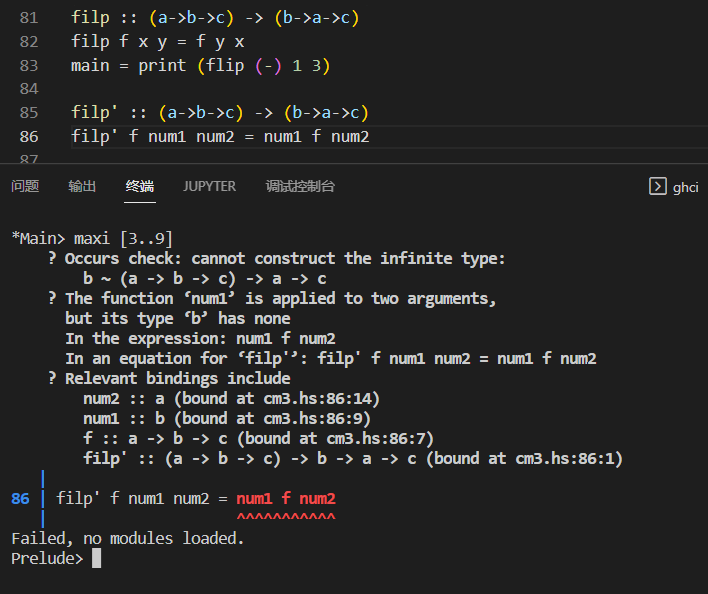 81 filp :: (a->b->c) -> (b->a->c)
82 filp f x y = f y x
83 main = print (flip (-) 1 3)
84
85 filp' :: (a->b->c) -> (b->a->c)
86 filp' f num1 num2 = num1 f num2
87
问题 输出 终端 JUPYTER 调试控制台 ghci
*Main> maxi [3..9]
? Occurs check: cannot construct the infinite type:
b ~ (a -> b -> c) -> a -> c
? The function ‘num1’ is applied to two arguments,
but its type ‘b’ has none
In the expression: num1 f num2
In an equation for ‘filp'’: filp' f num1 num2 = num1 f num2
? Relevant bindings include
num2 :: a (bound at cm3.hs:86:14)
num1 :: b (bound at cm3.hs:86:9)
f :: a -> b -> c (bound at cm3.hs:86:7)
filp' :: (a -> b -> c) -> b -> a -> c (bound at cm3.hs:86:1)
|
86 | filp' f num1 num2 = num1 f num2
| ^^^^^^^^^^^
Failed, no modules loaded.
Prelude>